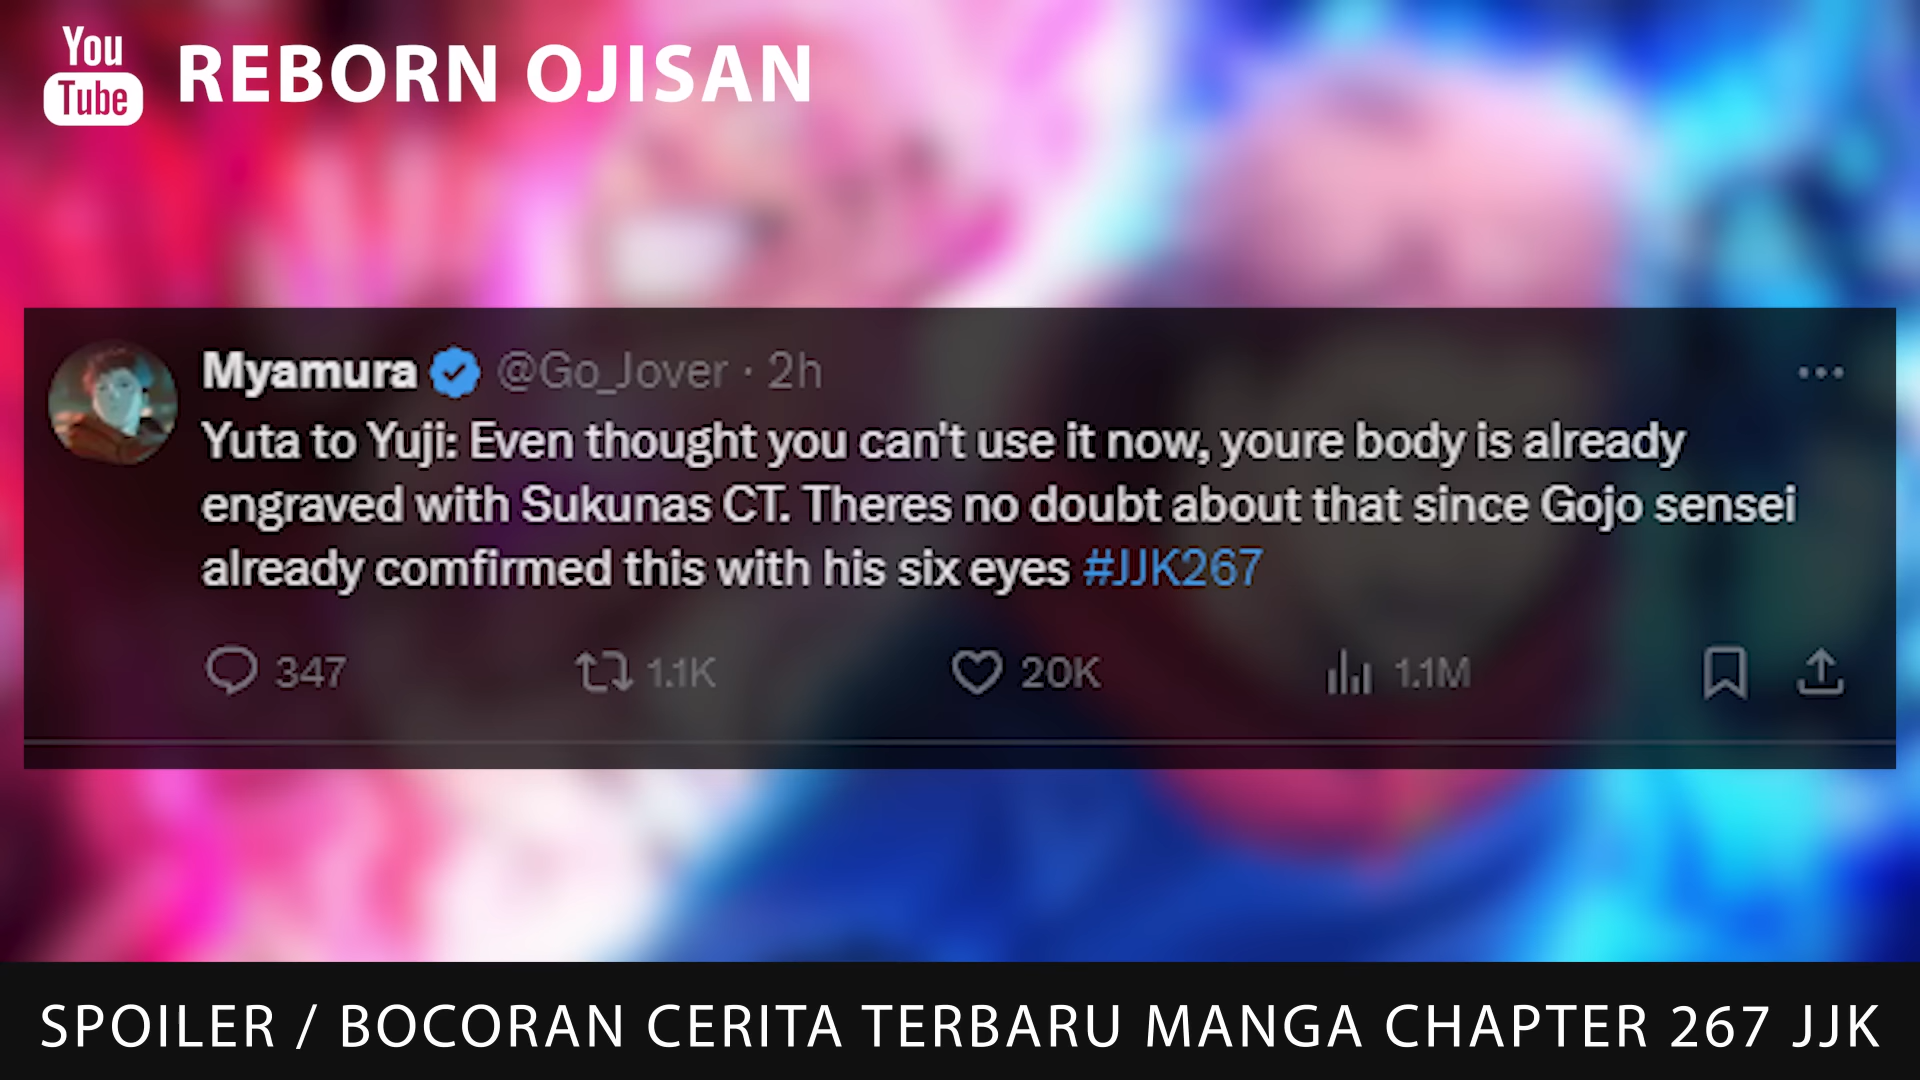 You
Tube
REBORN OJISAN
Myamura @Go_Jover · 2h
Yuta to Yuji: Even thought you can't use it now, youre body is already
engraved with Sukunas CT. Theres no doubt about that since Gojo sensei
already comfirmed this with his six eyes #JJK267
347 1.1K 20K 1.1M
SPOILER / BOCORAN CERITA TERBARU MANGA CHAPTER 267 JJK